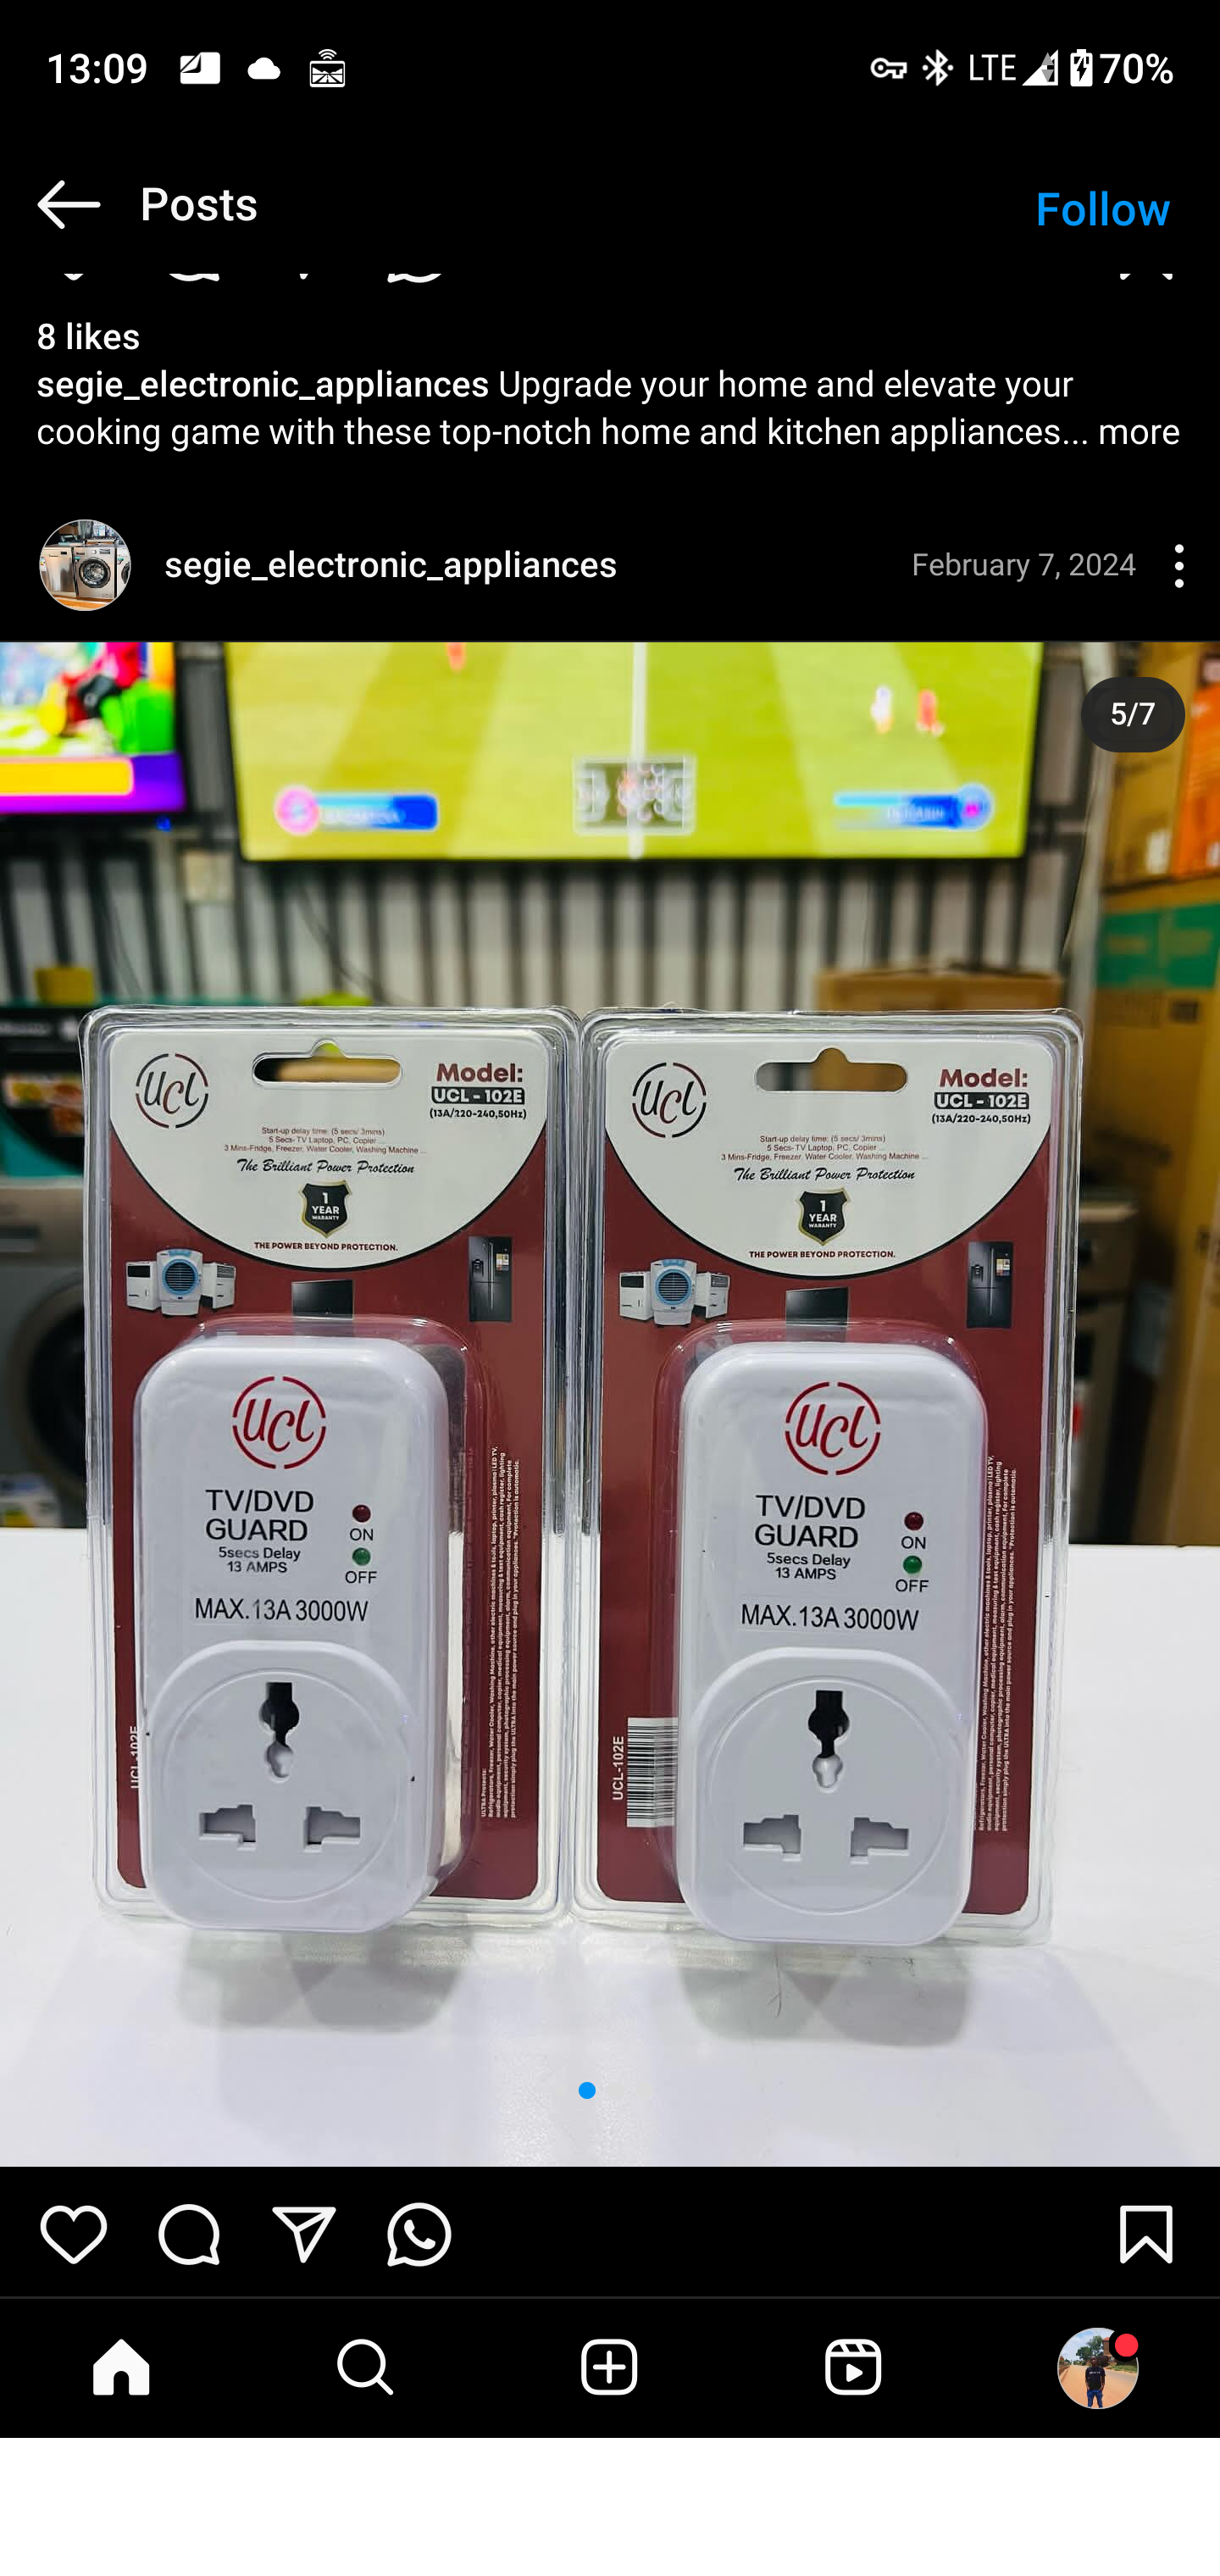 13:09
LTE 70%
Posts
Follow
8 likes
segie_electronic_appliances Upgrade your home and elevate your
cooking game with these top-notch home and kitchen appliances... more
segie_electronic_appliances
February 7, 2024
5/7
UCL
Model:
UCL - 102E
(13A/220-240,50Hz)
Start-up delay time: (5 secs/ 3mins)
5 Secs- TV Laptop, PC, Copier ...
3 Mins-Fridge, Freezer, Water Cooler, Washing Machine ...
The Brilliant Power Protection
1
YEAR
WARANTY
THE POWER BEYOND PROTECTION.
UCL
TV/DVD
GUARD
5secs Delay
13 AMPS
ON
OFF
MAX.13A 3000W
UCL-102E
UCL
Model:
UCL - 102E
(13A/220-240,50Hz)
Start-up delay time: (5 secs/ 3mins)
5 Secs- TV Laptop, PC, Copier ...
3 Mins-Fridge, Freezer, Water Cooler, Washing Machine ...
The Brilliant Power Protection
1
YEAR
WARANTY
THE POWER BEYOND PROTECTION.
UCL
TV/DVD
GUARD
5secs Delay
13 AMPS
ON
OFF
MAX.13A 3000W
UCL-102E